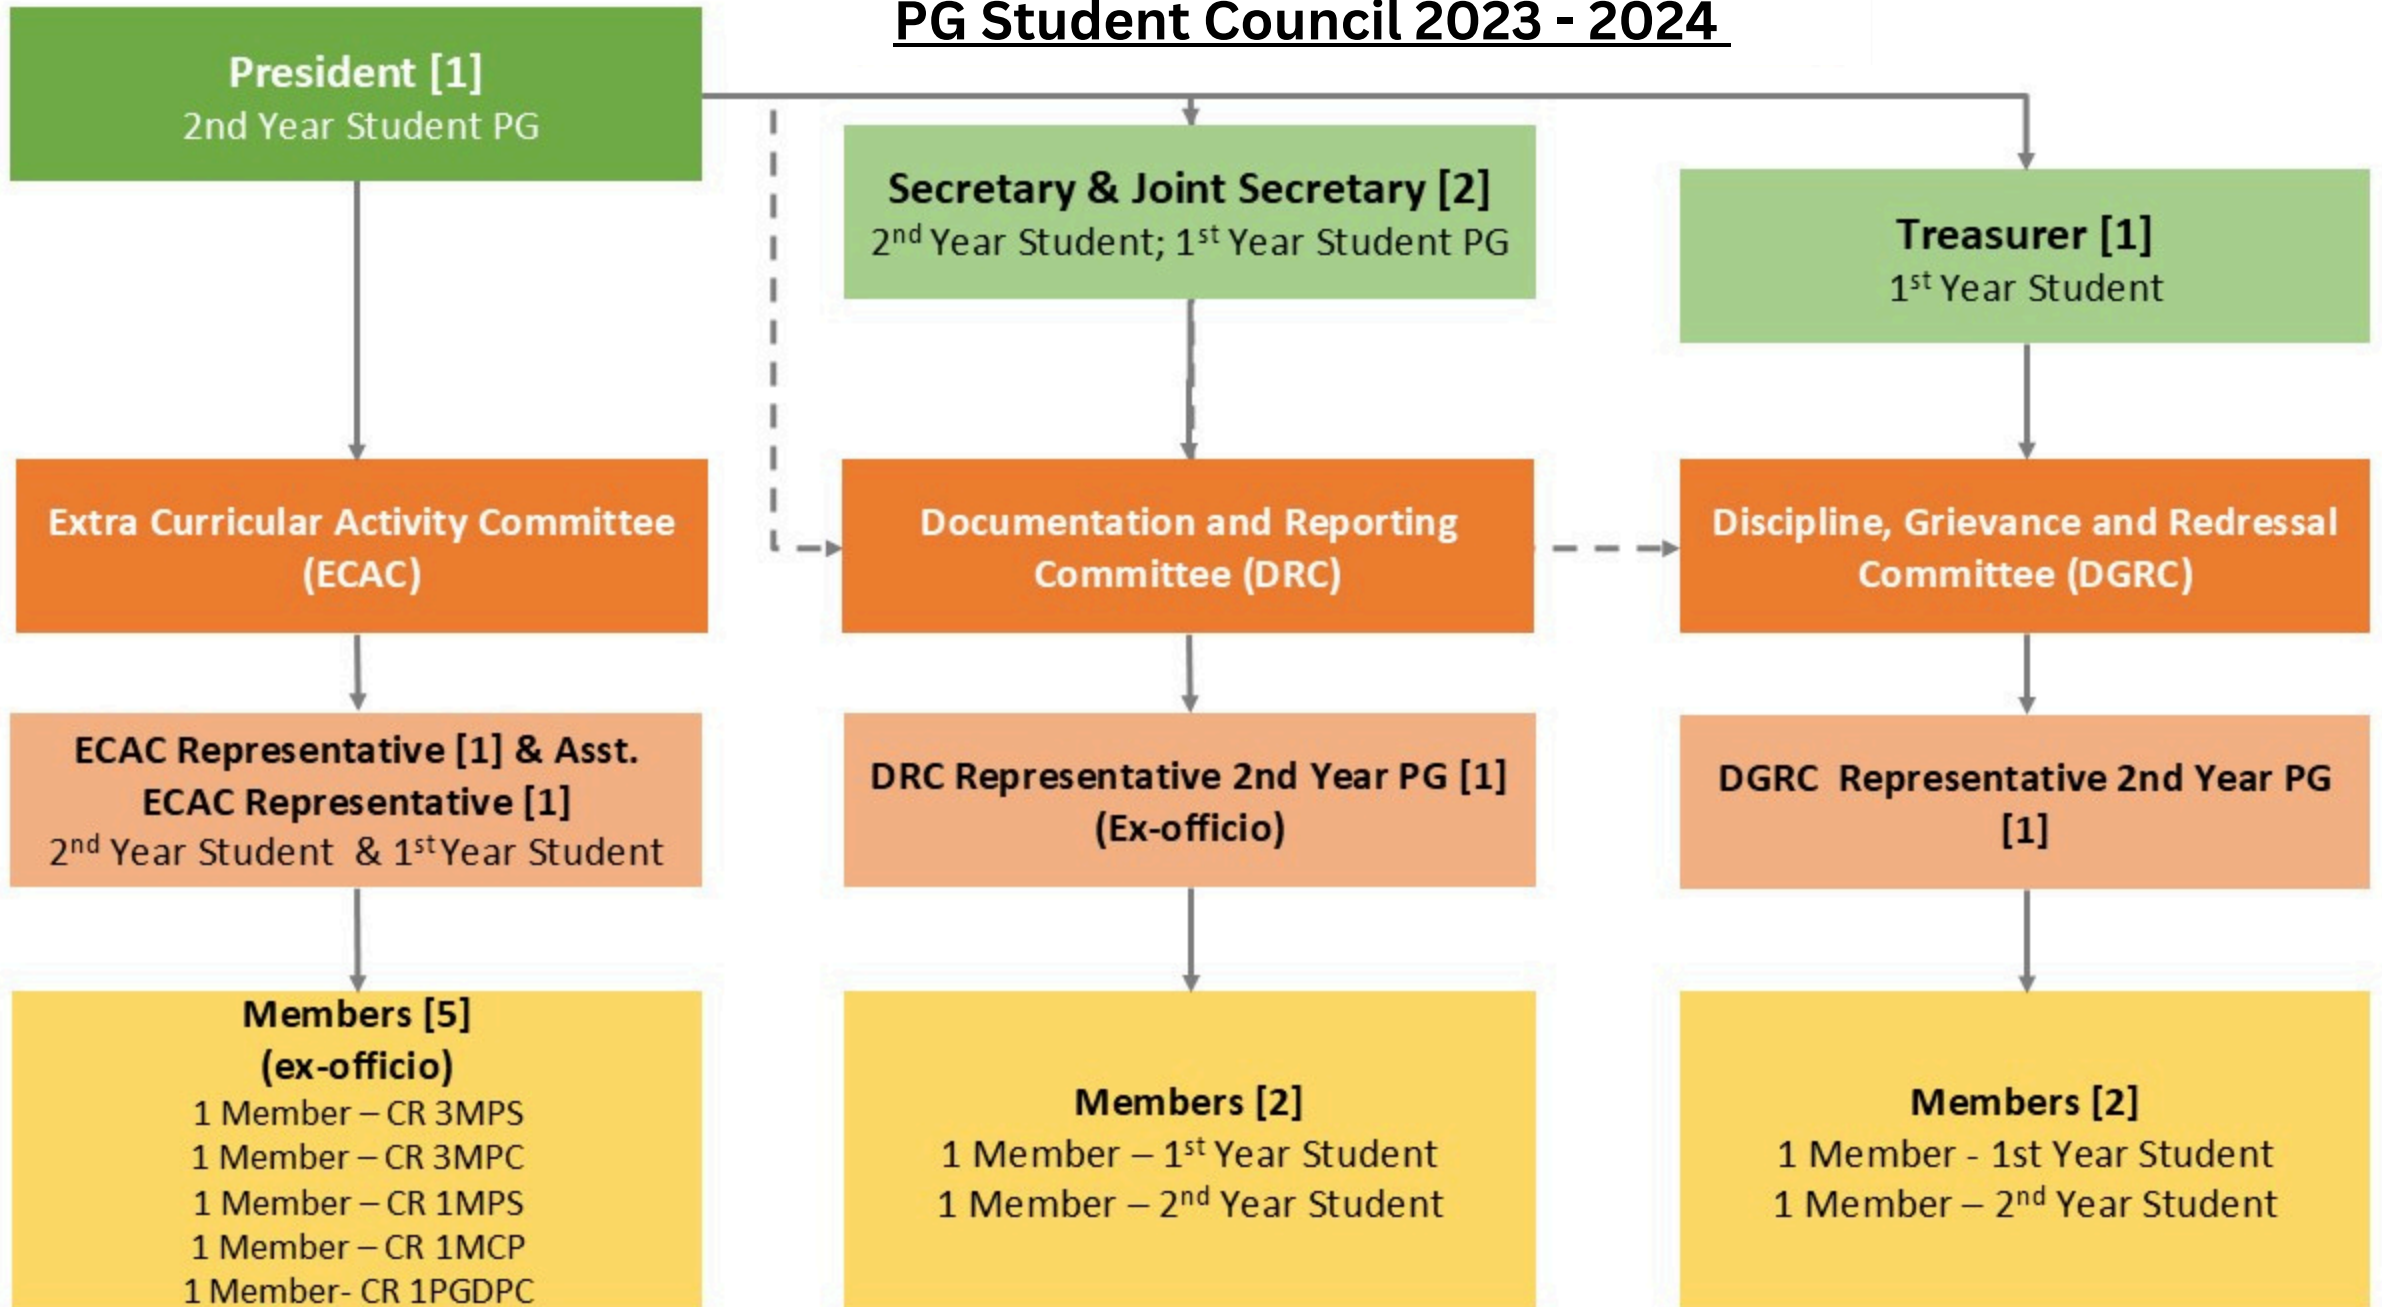 PG Student Council 2023 - 2024
President [1]
2nd Year Student PG
Secretary & Joint Secretary [2]
2nd Year Student; 1st Year Student PG
Treasurer [1]
1st Year Student
Extra Curricular Activity Committee
(ECAC)
Documentation and Reporting
Committee (DRC)
Discipline, Grievance and Redressal
Committee (DGRC)
ECAC Representative [1] & Asst.
ECAC Representative [1]
2nd Year Student & 1st Year Student
DRC Representative 2nd Year PG [1]
(Ex-officio)
DGRC Representative 2nd Year PG
[1]
Members [5]
(ex-officio)
1 Member – CR 3MPS
1 Member – CR 3MPC
1 Member – CR 1MPS
1 Member – CR 1MCP
1 Member- CR 1PGDPC
Members [2]
1 Member – 1st Year Student
1 Member – 2nd Year Student
Members [2]
1 Member - 1st Year Student
1 Member – 2nd Year Student